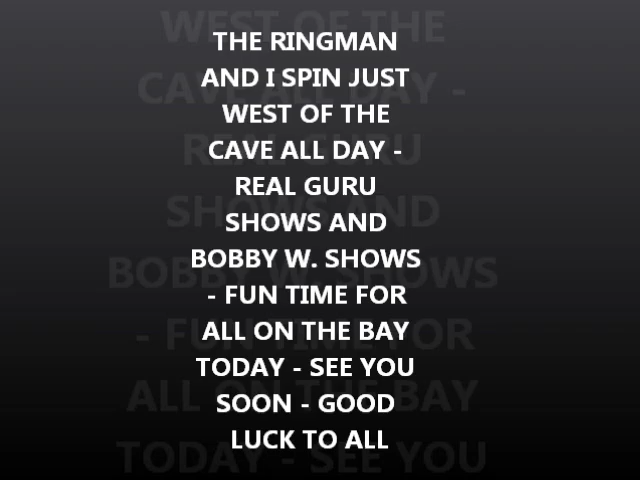 THE RINGMAN
AND I SPIN JUST
WEST OF THE
CAVE ALL DAY -
REAL GURU
SHOWS AND
BOBBY W. SHOWS
- FUN TIME FOR
ALL ON THE BAY
TODAY - SEE YOU
SOON - GOOD
LUCK TO ALL